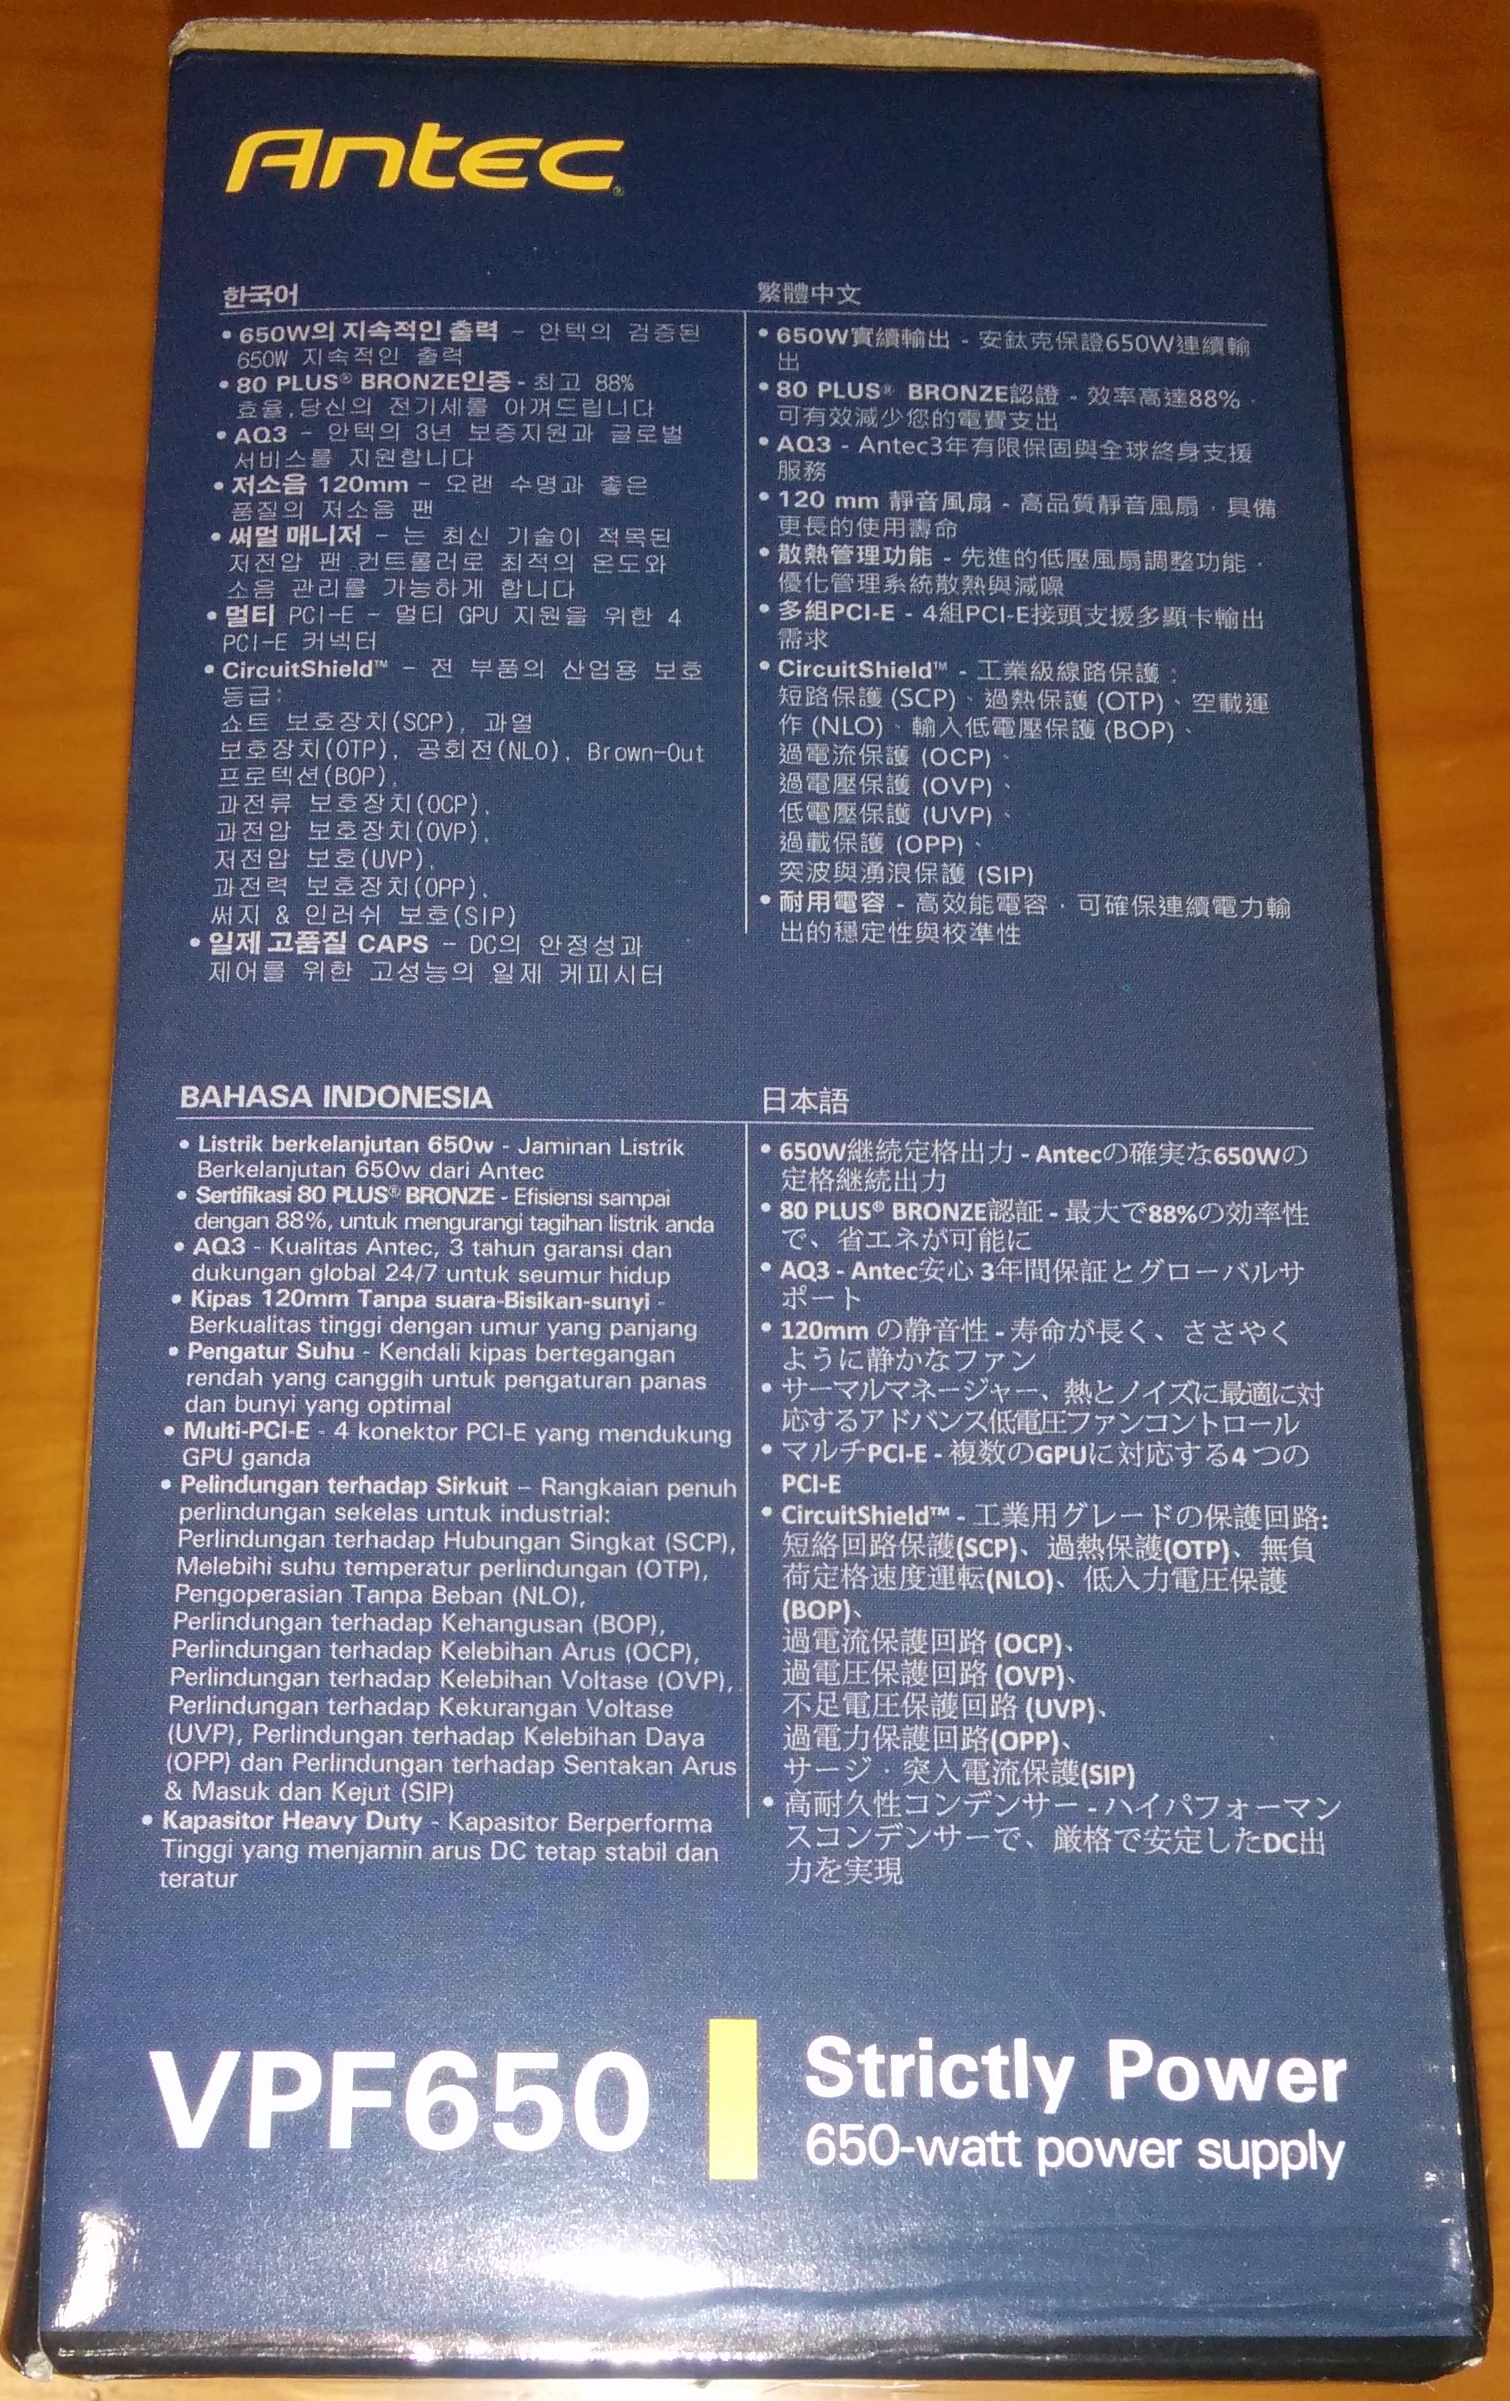 Antec
한국어
• 650W의 지속적인 출력 - 안텍의 검증된
650W 지속적인 출력
• 80 PLUS® BRONZE인증 - 최고 88%
효율,당신의 전기세를 아껴드립니다
• AQ3 - 안텍의 3년 보증지원과 글로벌
서비스를 지원합니다
• 저소음 120mm - 오랜 수명과 좋은
품질의 저소음 팬
• 써멀 매니저 - 는 최신 기술이 적목된
저전압 팬 컨트롤러로 최적의 온도와
소음 관리를 가능하게 합니다
• 멀티 PCI-E - 멀티 GPU 지원을 위한 4
PCI-E 커넥터
• CircuitShield™ - 전 부품의 산업용 보호
등급:
쇼트 보호장치(SCP), 과열
보호장치(OTP), 공회전(NLO), Brown-Out
프로텍션(BOP),
과전류 보호장치(OCP),
과전압 보호장치(OVP),
저전압 보호(UVP),
과전력 보호장치(OPP),
써지 & 인러쉬 보호(SIP)
• 일제 고품질 CAPS - DC의 안정성과
제어를 위한 고성능의 일제 케피시터
繁體中文
• 650W實續輸出 - 安鈦克保證650W連續輸
出
• 80 PLUS® BRONZE認證 - 效率高達88%，
可有效減少您的電費支出
• AQ3 - Antec3年有限保固與全球終身支援
服務
• 120 mm 靜音風扇 - 高品質靜音風扇，具備
更長的使用壽命
• 散熱管理功能 - 先進的低壓風扇調整功能，
優化管理系統散熱與減噪
• 多組PCI-E - 4組PCI-E接頭支援多顯卡輸出
需求
• CircuitShield™ - 工業級線路保護：
短路保護 (SCP)、過熱保護 (OTP)、空載運
作 (NLO)、輸入低電壓保護 (BOP)、
過電流保護 (OCP)、
過電壓保護 (OVP)、
低電壓保護 (UVP)、
過載保護 (OPP)、
突波與湧浪保護 (SIP)
• 耐用電容 - 高效能電容，可確保連續電力輸
出的穩定性與校準性
BAHASA INDONESIA
• Listrik berkelanjutan 650w - Jaminan Listrik
Berkelanjutan 650w dari Antec
• Sertifikasi 80 PLUS® BRONZE - Efisiensi sampai
dengan 88%, untuk mengurangi tagihan listrik anda
• AQ3 - Kualitas Antec, 3 tahun garansi dan
dukungan global 24/7 untuk seumur hidup
• Kipas 120mm Tanpa suara-Bisikan-sunyi -
Berkualitas tinggi dengan umur yang panjang
• Pengatur Suhu - Kendali kipas bertegangan
rendah yang canggih untuk pengaturan panas
dan bunyi yang optimal
• Multi-PCI-E - 4 konektor PCI-E yang mendukung
GPU ganda
• Pelindungan terhadap Sirkuit – Rangkaian penuh
perlindungan sekelas untuk industrial:
Perlindungan terhadap Hubungan Singkat (SCP),
Melebihi suhu temperatur perlindungan (OTP),
Pengoperasian Tanpa Beban (NLO),
Perlindungan terhadap Kehangusan (BOP),
Perlindungan terhadap Kelebihan Arus (OCP),
Perlindungan terhadap Kelebihan Voltase (OVP),
Perlindungan terhadap Kekurangan Voltase
(UVP), Perlindungan terhadap Kelebihan Daya
(OPP) dan Perlindungan terhadap Sentakan Arus
& Masuk dan Kejut (SIP)
• Kapasitor Heavy Duty - Kapasitor Berperforma
Tinggi yang menjamin arus DC tetap stabil dan
teratur
日本語
• 650W継続定格出力 - Antecの確実な650Wの
定格継続出力
• 80 PLUS® BRONZE認証 - 最大で88%の効率性
で、省エネが可能に
• AQ3 - Antec安心 3年間保証とグローバルサ
ポート
• 120mm の静音性 - 寿命が長く、ささやく
ように静かなファン
• サーマルマネージャー、熱とノイズに最適に対
応するアドバンス低電圧ファンコントロール
• マルチPCI-E - 複数のGPUに対応する4 つの
PCI-E
• CircuitShield™ - 工業用グレードの保護回路:
短絡回路保護(SCP)、過熱保護(OTP)、無負
荷定格速度運転(NLO)、低入力電圧保護
(BOP)、
過電流保護回路 (OCP)、
過電圧保護回路 (OVP)、
不足電圧保護回路 (UVP)、
過電力保護回路(OPP)、
サージ・突入電流保護(SIP)
• 高耐久性コンデンサー - ハイパフォーマン
スコンデンサーで、厳格で安定したDC出
力を実現
VPF650
Strictly Power
650-watt power supply